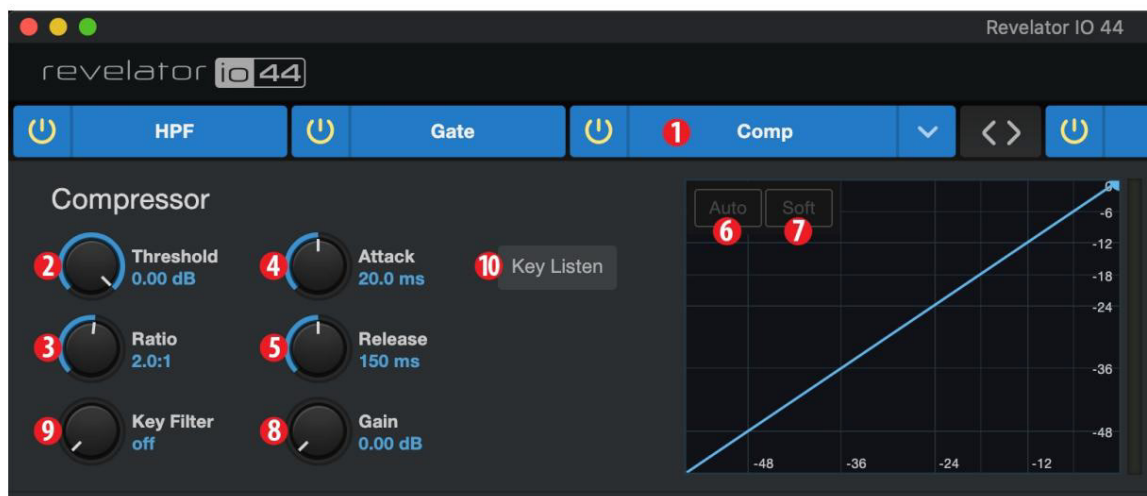 Revelator IO 44
revelator io 44
HPF
Gate
1 Comp
Compressor
2 Threshold
0.00 dB
4 Attack
20.0 ms
10 Key Listen
3 Ratio
2.0:1
5 Release
150 ms
9 Key Filter
off
8 Gain
0.00 dB
Auto
6
Soft
7
0
-6
-12
-18
-24
-36
-48
-48 -36 -24 -12